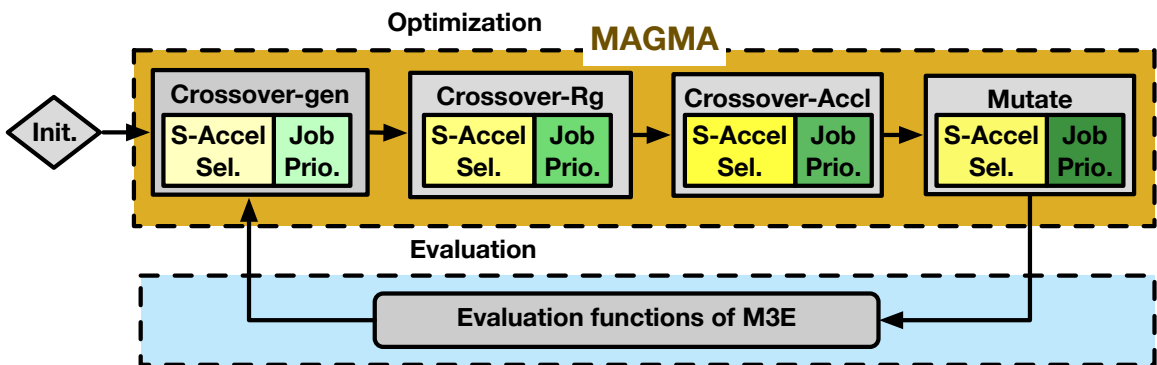 Optimization
MAGMA
Init.
Crossover-gen
S-Accel Sel.
Job Prio.
Crossover-Rg
S-Accel Sel.
Job Prio.
Crossover-Accl
S-Accel Sel.
Job Prio.
Mutate
S-Accel Sel.
Job Prio.
Evaluation
Evaluation functions of M3E